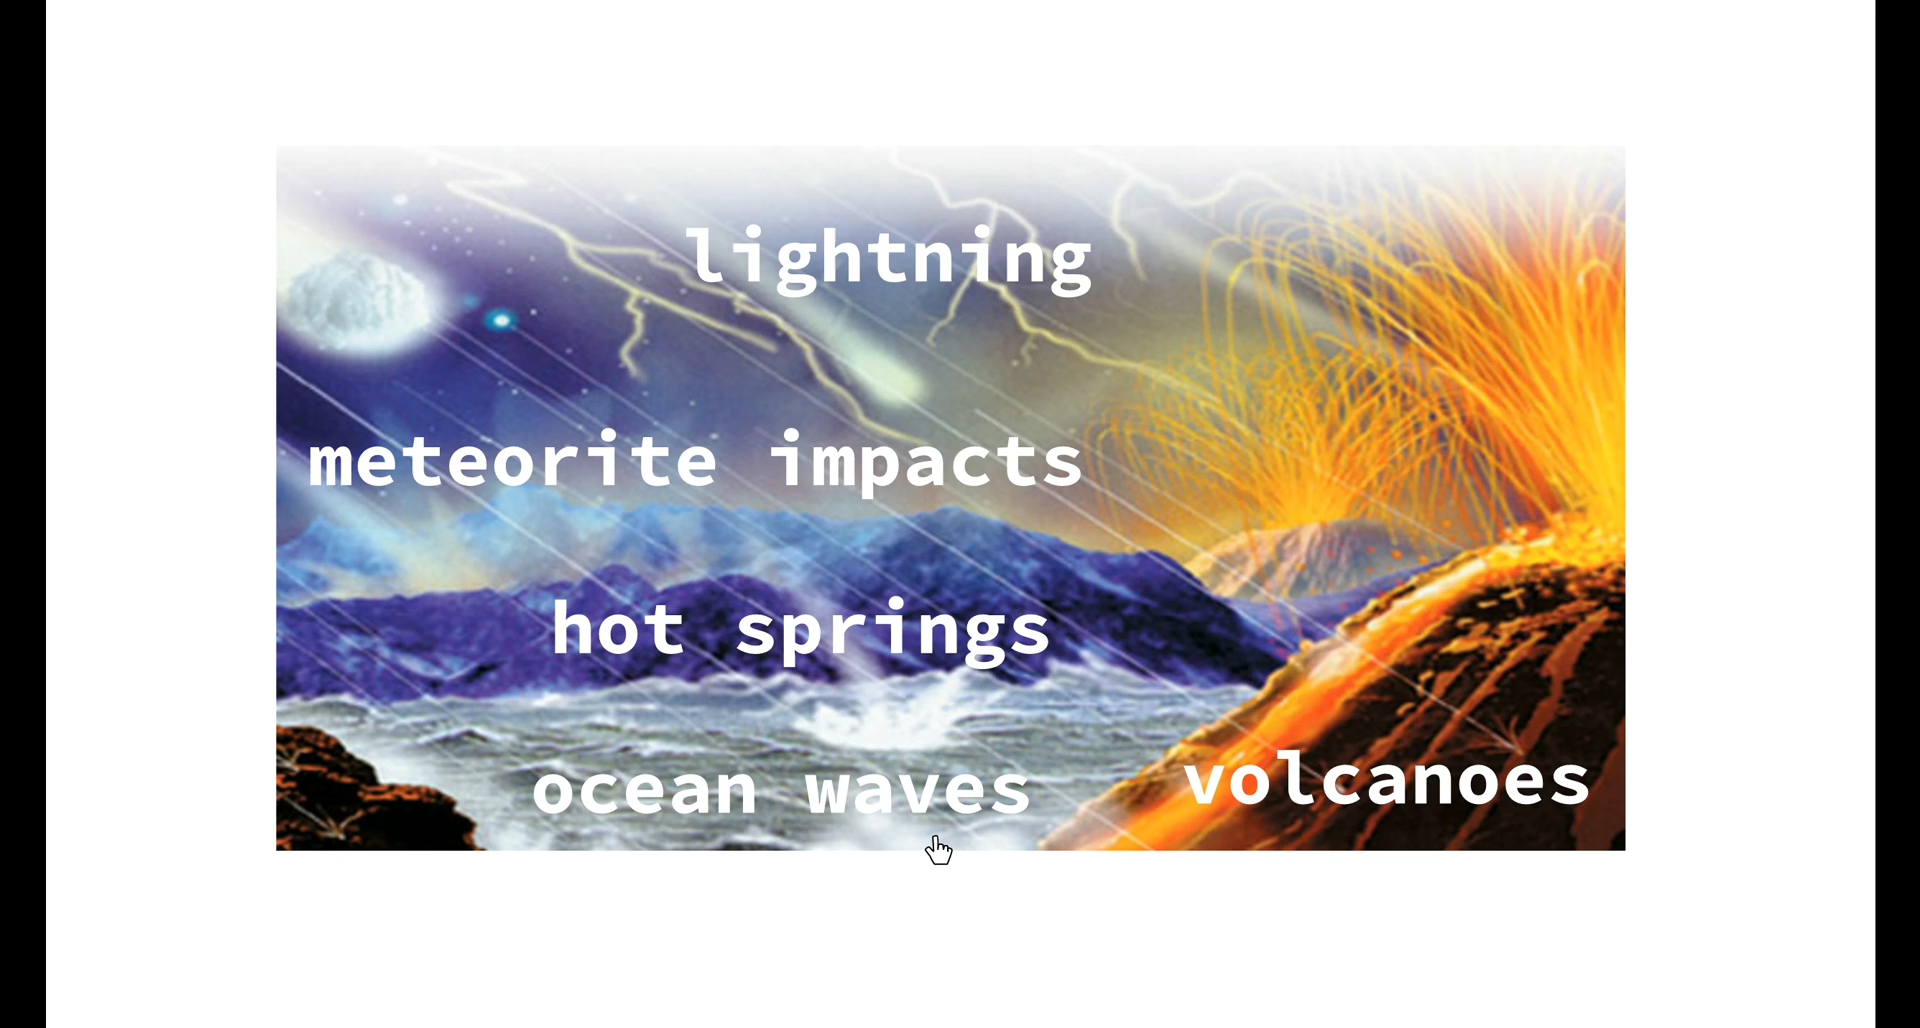 lightning
meteorite impacts
hot springs
ocean waves
volcanoes